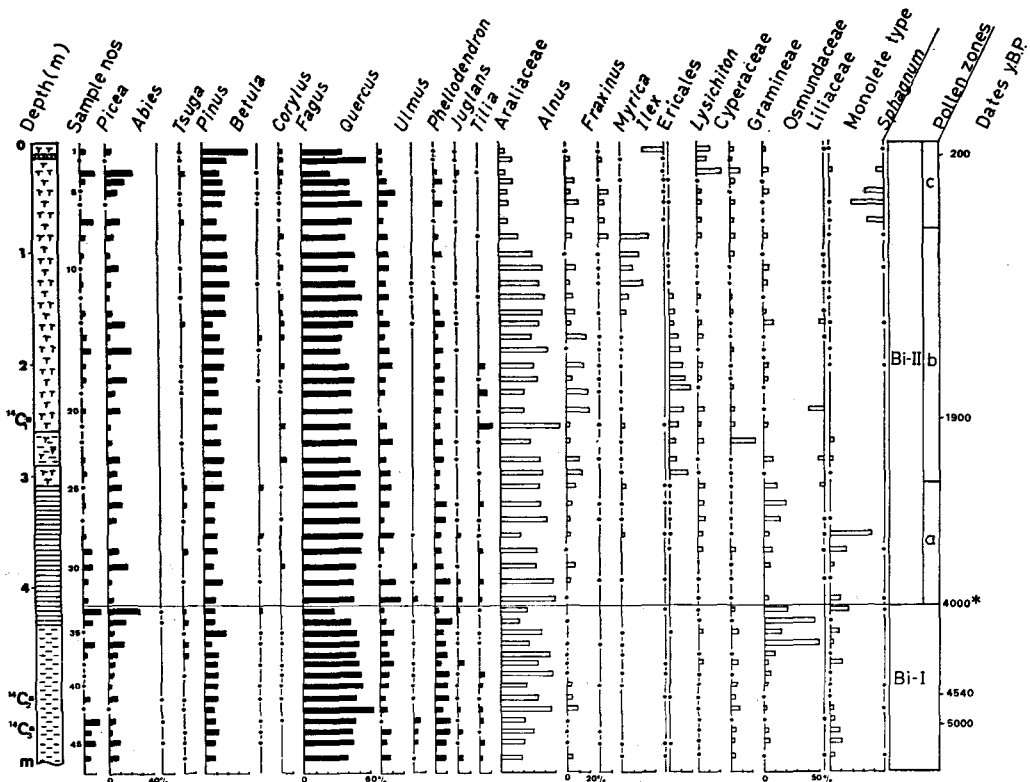 Depth (m)
Sample nos
Picea
Abies
Tsuga
Pinus
Betula
Corylus
Fagus
Quercus
Ulmus
Phellodendron
Juglans
Tilia
Araliaceae
Alnus
Fraxinus
Myrica
Ilex
Ericales
Lysichiton
Cyperaceae
Gramineae
Osmundaceae
Liliaceae
Monolete type
Sphagnum
Pollen zones
Dates y.B.P.
0
1
200
5
c
1
10
2
Bi-II
b
20
1900
3
25
a
30
4
4000*
35
Bi-I
40
4540
5000
45
m
0
40%
0
60%
0
20%
0
50%